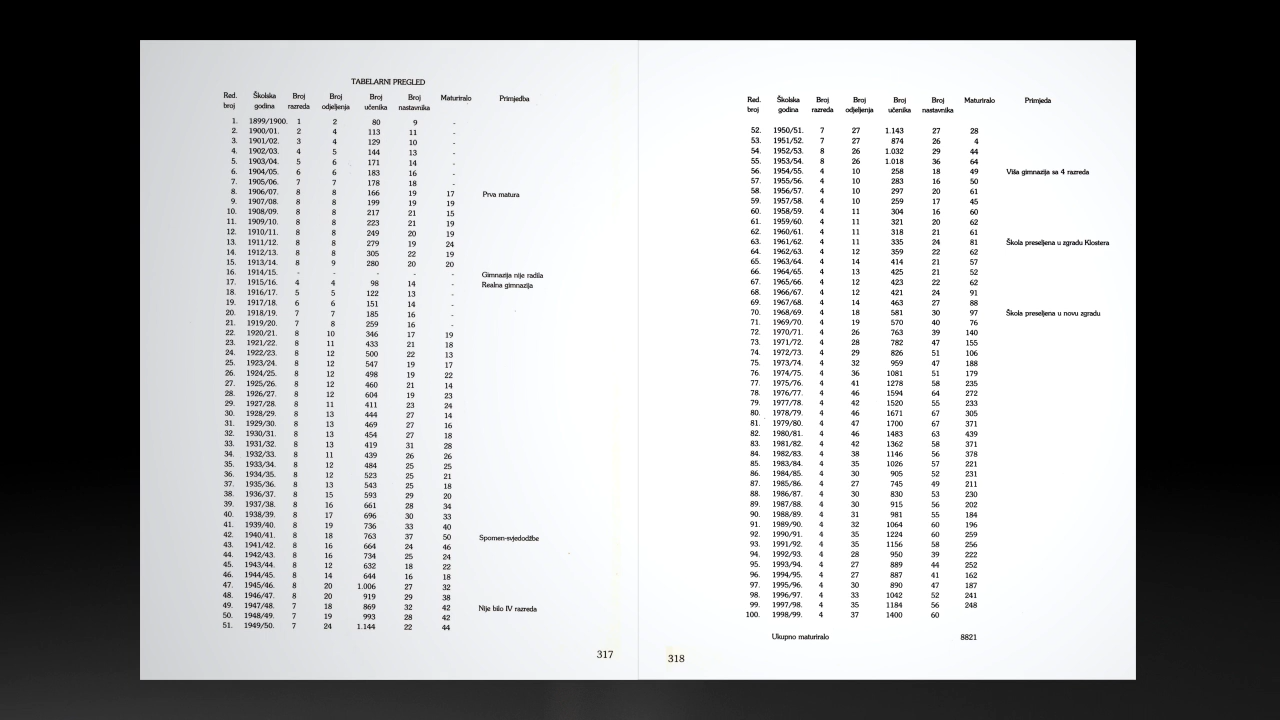 TABELARNI PREGLED
Red. broj Školska godina Broj razreda Broj odjeljenja Broj učenika Broj nastavnika Maturiralo Primjedba
1. 1899/1900. 1 2 80 9 -
2. 1900/01. 2 4 113 11 -
3. 1901/02. 3 4 129 10 -
4. 1902/03. 4 5 144 13 -
5. 1903/04. 5 6 171 14 -
6. 1904/05. 6 6 183 16 -
7. 1905/06. 7 7 178 18 -
8. 1906/07. 8 8 166 19 17 Prva matura
9. 1907/08. 8 8 199 19 19
10. 1908/09. 8 8 217 21 15
11. 1909/10. 8 8 223 21 19
12. 1910/11. 8 8 249 20 19
13. 1911/12. 8 8 279 19 24
14. 1912/13. 8 8 305 22 19
15. 1913/14. 8 9 280 20 20
16. 1914/15. - - - - - Gimnazija nije radila
17. 1915/16. 4 4 98 14 - Realna gimnazija
18. 1916/17. 5 5 122 13 -
19. 1917/18. 6 6 151 14 -
20. 1918/19. 7 7 185 16 -
21. 1919/20. 7 8 259 16 -
22. 1920/21. 8 10 346 17 19
23. 1921/22. 8 11 433 21 18
24. 1922/23. 8 12 500 22 13
25. 1923/24. 8 12 547 19 17
26. 1924/25. 8 12 498 19 22
27. 1925/26. 8 12 460 21 14
28. 1926/27. 8 12 604 19 23
29. 1927/28. 8 11 411 23 24
30. 1928/29. 8 13 444 27 14
31. 1929/30. 8 13 469 27 16
32. 1930/31. 8 13 454 27 18
33. 1931/32. 8 13 419 31 28
34. 1932/33. 8 11 439 26 26
35. 1933/34. 8 12 484 25 25
36. 1934/35. 8 12 523 25 21
37. 1935/36. 8 13 543 25 18
38. 1936/37. 8 15 593 29 20
39. 1937/38. 8 16 661 28 34
40. 1938/39. 8 17 696 30 33
41. 1939/40. 8 19 736 33 40
42. 1940/41. 8 18 763 37 50 Spomen-svjedodžbe
43. 1941/42. 8 16 664 24 46
44. 1942/43. 8 16 734 25 24
45. 1943/44. 8 12 632 18 22
46. 1944/45. 8 14 644 16 18
47. 1945/46. 8 20 1.006 27 32
48. 1946/47. 8 20 919 29 38
49. 1947/48. 7 18 869 32 42 Nije bilo IV razreda
50. 1948/49. 7 19 993 28 42
51. 1949/50. 7 24 1.144 22 44
317
Red. broj Školska godina Broj razreda Broj odjeljenja Broj učenika Broj nastavnika Maturiralo Primjeda
52. 1950/51. 7 27 1.143 27 28
53. 1951/52. 7 27 874 26 4
54. 1952/53. 8 26 1.032 29 44
55. 1953/54. 8 26 1.018 36 64
56. 1954/55. 4 10 258 18 49 Viša gimnazija sa 4 razreda
57. 1955/56. 4 10 283 16 50
58. 1956/57. 4 10 297 20 61
59. 1957/58. 4 10 259 17 45
60. 1958/59. 4 11 304 16 60
61. 1959/60. 4 11 321 20 62
62. 1960/61. 4 11 318 21 61
63. 1961/62. 4 11 335 24 81 Škola preseljena u zgradu Klostera
64. 1962/63. 4 12 359 22 62
65. 1963/64. 4 14 414 21 57
66. 1964/65. 4 13 425 21 52
67. 1965/66. 4 12 423 22 62
68. 1966/67. 4 12 421 24 91
69. 1967/68. 4 14 463 27 88
70. 1968/69. 4 18 581 30 97 Škola preseljena u novu zgradu
71. 1969/70. 4 19 570 40 76
72. 1970/71. 4 26 763 39 140
73. 1971/72. 4 28 782 47 155
74. 1972/73. 4 29 826 51 106
75. 1973/74. 4 32 959 47 188
76. 1974/75. 4 36 1081 51 179
77. 1975/76. 4 41 1278 58 235
78. 1976/77. 4 46 1594 64 272
79. 1977/78. 4 42 1520 55 233
80. 1978/79. 4 46 1671 67 305
81. 1979/80. 4 47 1700 67 371
82. 1980/81. 4 46 1483 63 439
83. 1981/82. 4 42 1362 58 371
84. 1982/83. 4 38 1146 56 378
85. 1983/84. 4 35 1026 57 221
86. 1984/85. 4 30 905 52 231
87. 1985/86. 4 27 745 49 211
88. 1986/87. 4 30 830 53 230
89. 1987/88. 4 30 915 56 202
90. 1988/89. 4 31 981 55 184
91. 1989/90. 4 32 1064 60 196
92. 1990/91. 4 35 1224 60 259
93. 1991/92. 4 35 1156 58 256
94. 1992/93. 4 28 950 39 222
95. 1993/94. 4 27 889 44 252
96. 1994/95. 4 27 887 41 162
97. 1995/96. 4 30 890 47 187
98. 1996/97. 4 33 1042 52 241
99. 1997/98. 4 35 1184 56 248
100. 1998/99. 4 37 1400 60
Ukupno maturiralo 8821
318